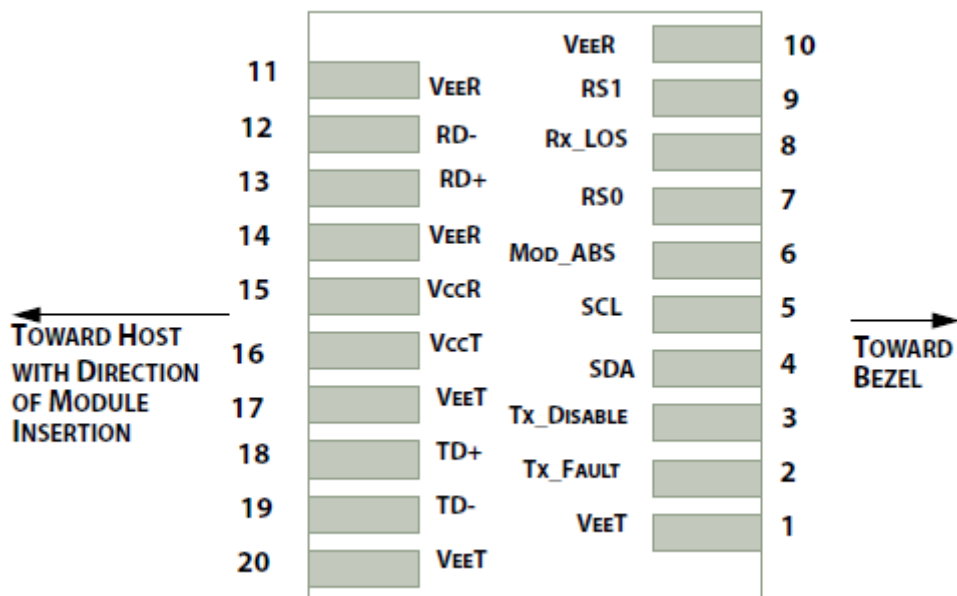 11
VEER
12
RD-
13
RD+
14
VEER
15
VCCR
16
VCCT
17
VEET
18
TD+
19
TD-
20
VEET
VEER
10
RS1
9
Rx_LOS
8
RS0
7
MOD_ABS
6
SCL
5
SDA
4
TX_DISABLE
3
TX_FAULT
2
VEET
1
TOWARD HOST
WITH DIRECTION
OF MODULE
INSERTION
TOWARD
BEZEL